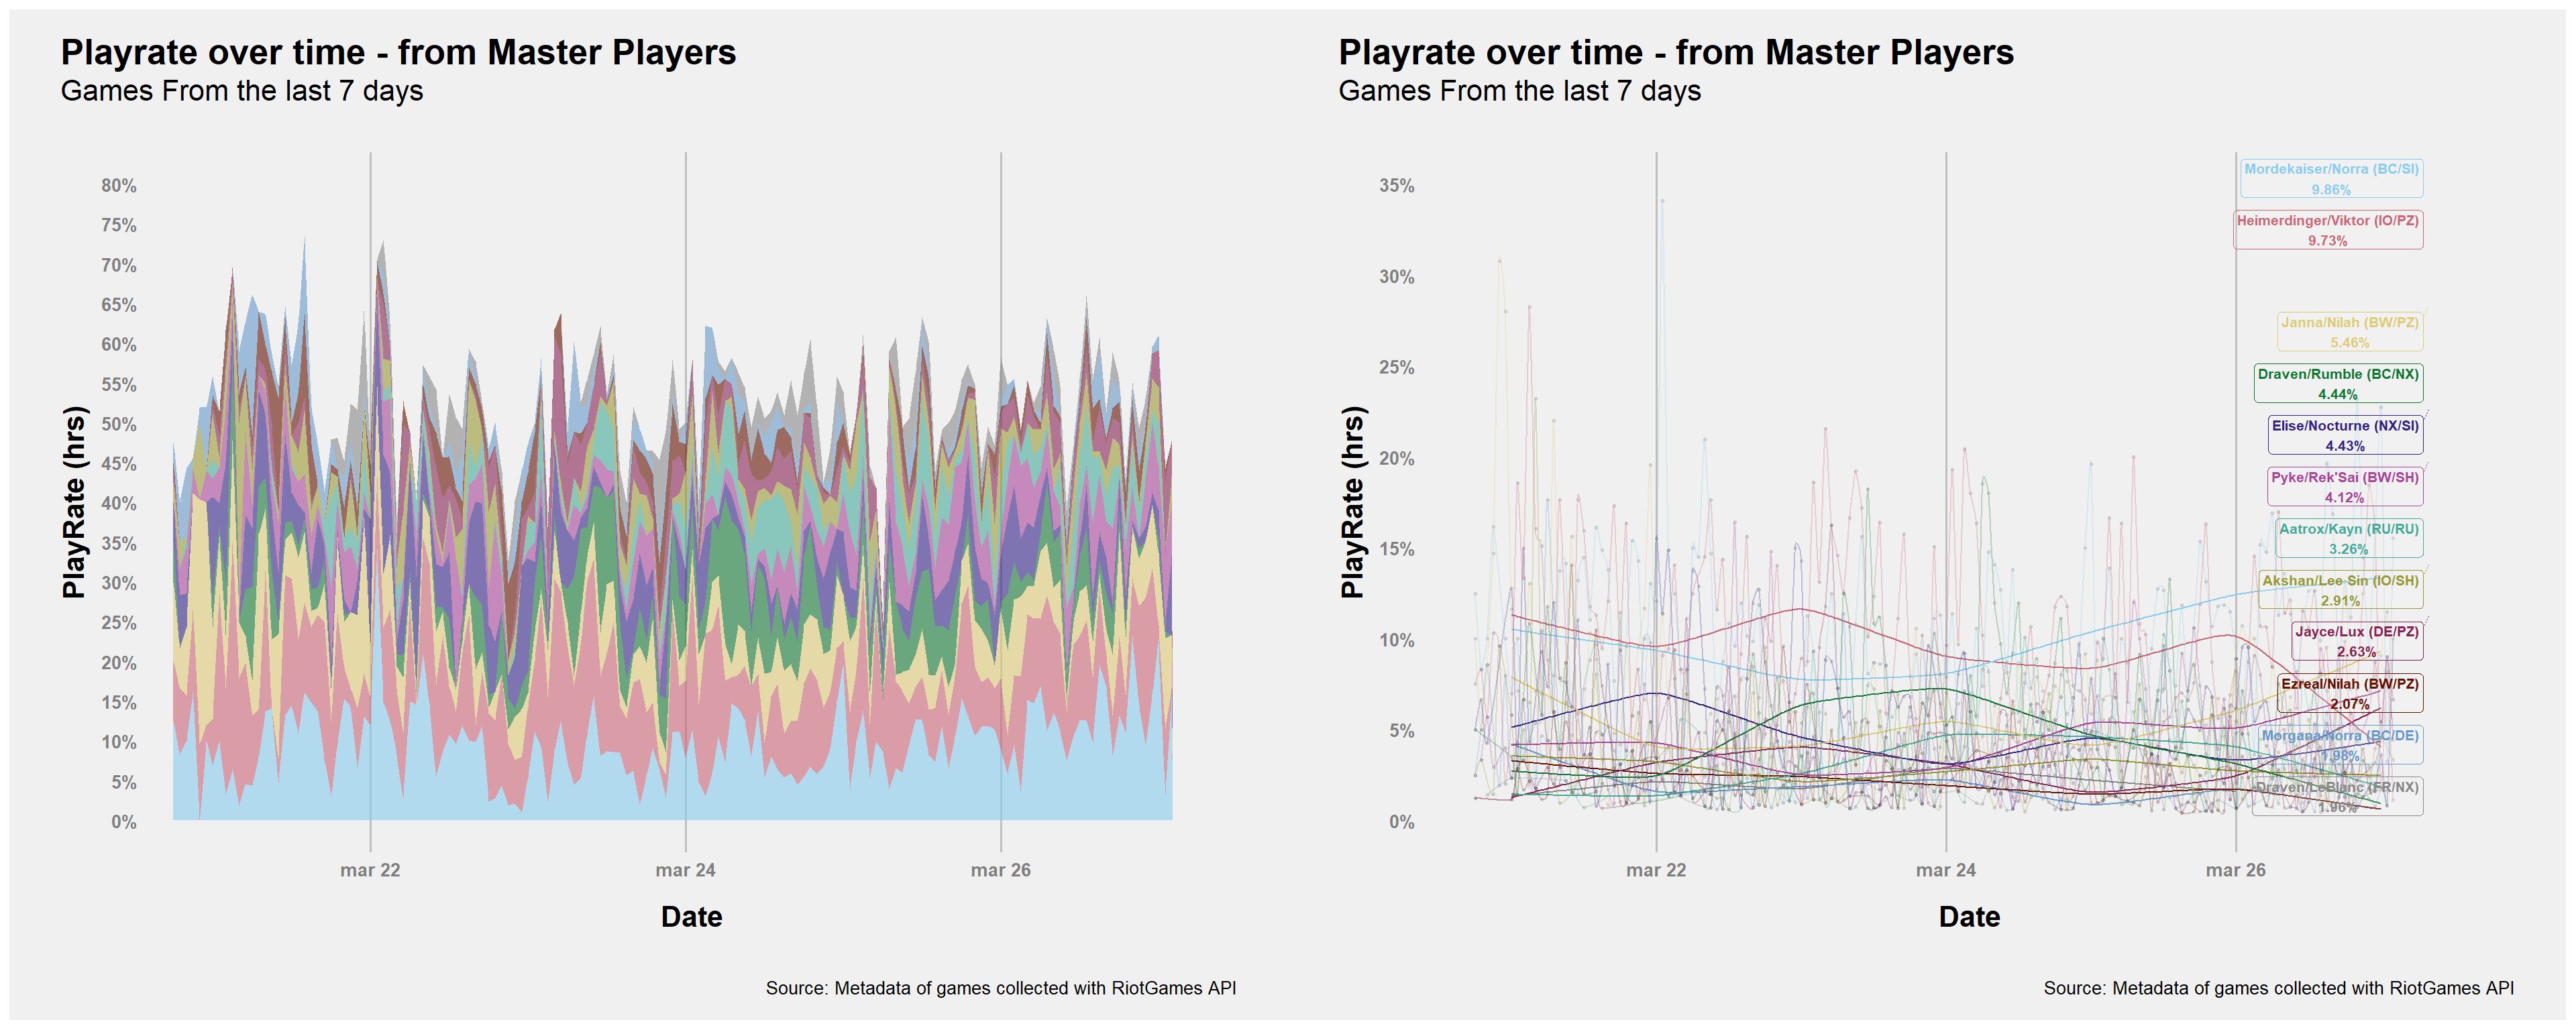 Playrate over time - from Master Players
Games From the last 7 days
PlayRate (hrs)
80%
75%
70%
65%
60%
55%
50%
45%
40%
35%
30%
25%
20%
15%
10%
5%
0%
mar 22
mar 24
mar 26
Date
Source: Metadata of games collected with RiotGames API
Playrate over time - from Master Players
Games From the last 7 days
PlayRate (hrs)
35%
30%
25%
20%
15%
10%
5%
0%
Mordekaiser/Norra (BC/SI)
9.86%
Heimerdinger/Viktor (IO/PZ)
9.73%
Janna/Nilah (BW/PZ)
5.46%
Draven/Rumble (BC/NX)
4.44%
Elise/Nocturne (NX/SI)
4.43%
Pyke/Rek'Sai (BW/SH)
4.12%
Aatrox/Kayn (RU/RU)
3.26%
Akshan/Lee Sin (IO/SH)
2.91%
Jayce/Lux (DE/PZ)
2.63%
Ezreal/Nilah (BW/PZ)
2.07%
Morgana/Norra (BC/DE)
1.98%
Draven/LeBlanc (FR/NX)
1.96%
mar 22
mar 24
mar 26
Date
Source: Metadata of games collected with RiotGames API